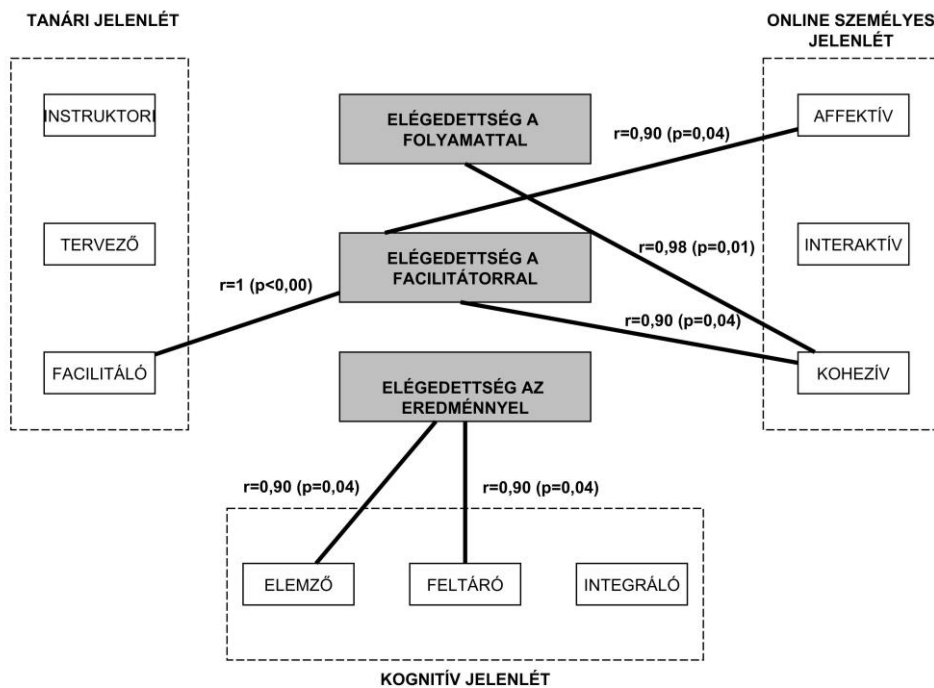 TANÁRI JELENLÉT
ONLINE SZEMÉLYES
JELENLÉT
INSTRUKTORI
ELÉGEDETTSÉG A
FOLYAMATTAL
r=0,90 (p=0,04)
AFFEKTÍV
TERVEZŐ
ELÉGEDETTSÉG A
FACILITÁTORRAL
r=0,98 (p=0,01)
INTERAKTÍV
r=1 (p<0,00)
r=0,90 (p=0,04)
FACILITÁLÓ
ELÉGEDETTSÉG AZ
EREDMÉNNYEL
KOHEZÍV
r=0,90 (p=0,04)
r=0,90 (p=0,04)
ELEMZŐ
FELTÁRÓ
INTEGRÁLÓ
KOGNITÍV JELENLÉT